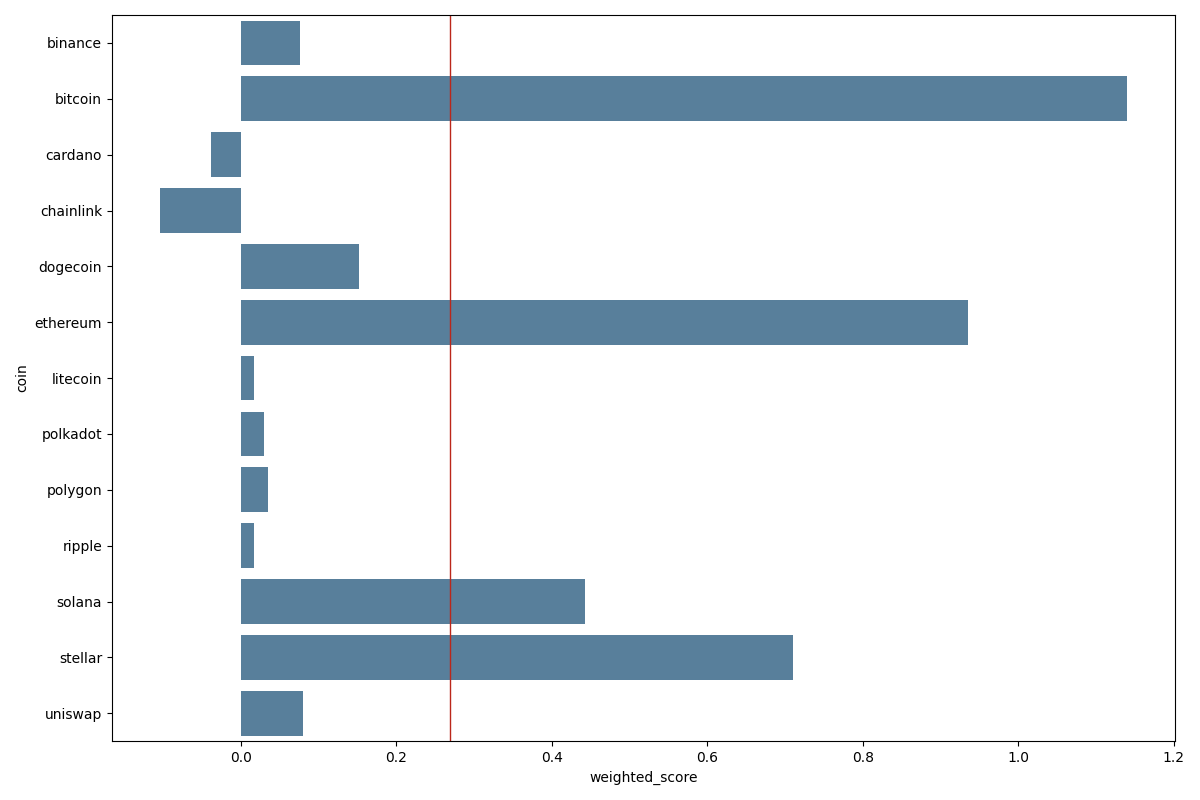 binance
bitcoin
cardano
chainlink
dogecoin
ethereum
litecoin
polkadot
polygon
ripple
solana
stellar
uniswap
coin
0.0 0.2 0.4 0.6 0.8 1.0 1.2
weighted_score